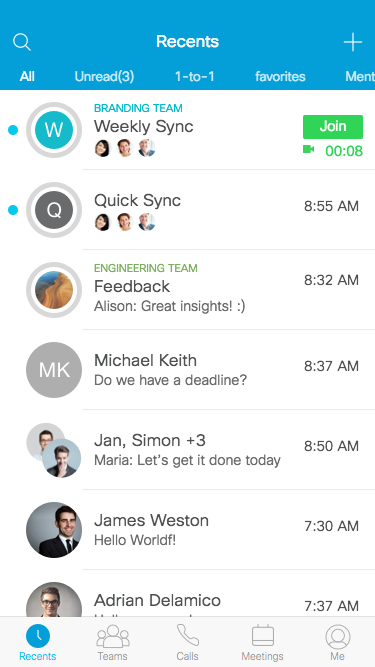 Recents
All Unread(3) 1-to-1 favorites Ment
BRANDING TEAM
W Weekly Sync Join
00:08
Q Quick Sync 8:55 AM
ENGINEERING TEAM
Feedback 8:32 AM
Alison: Great insights! :)
MK Michael Keith 8:37 AM
Do we have a deadline?
Jan, Simon +3 8:50 AM
Maria: Let's get it done today
James Weston 7:30 AM
Hello Worldf!
Adrian Delamico 7:37 AM
Recents Teams Calls Meetings Me